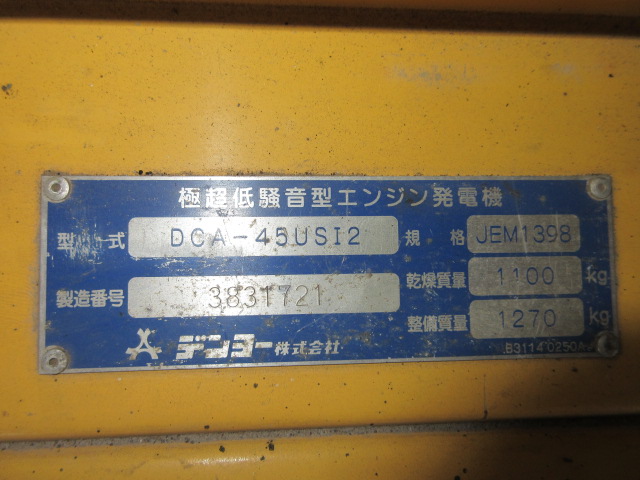 極超低騒音型エンジン発電機
型式 DCA-45USI2 規格 JEM1398
製造番号 3831721 乾燥質量 1100 kg
整備質量 1270 kg
デンヨー株式会社